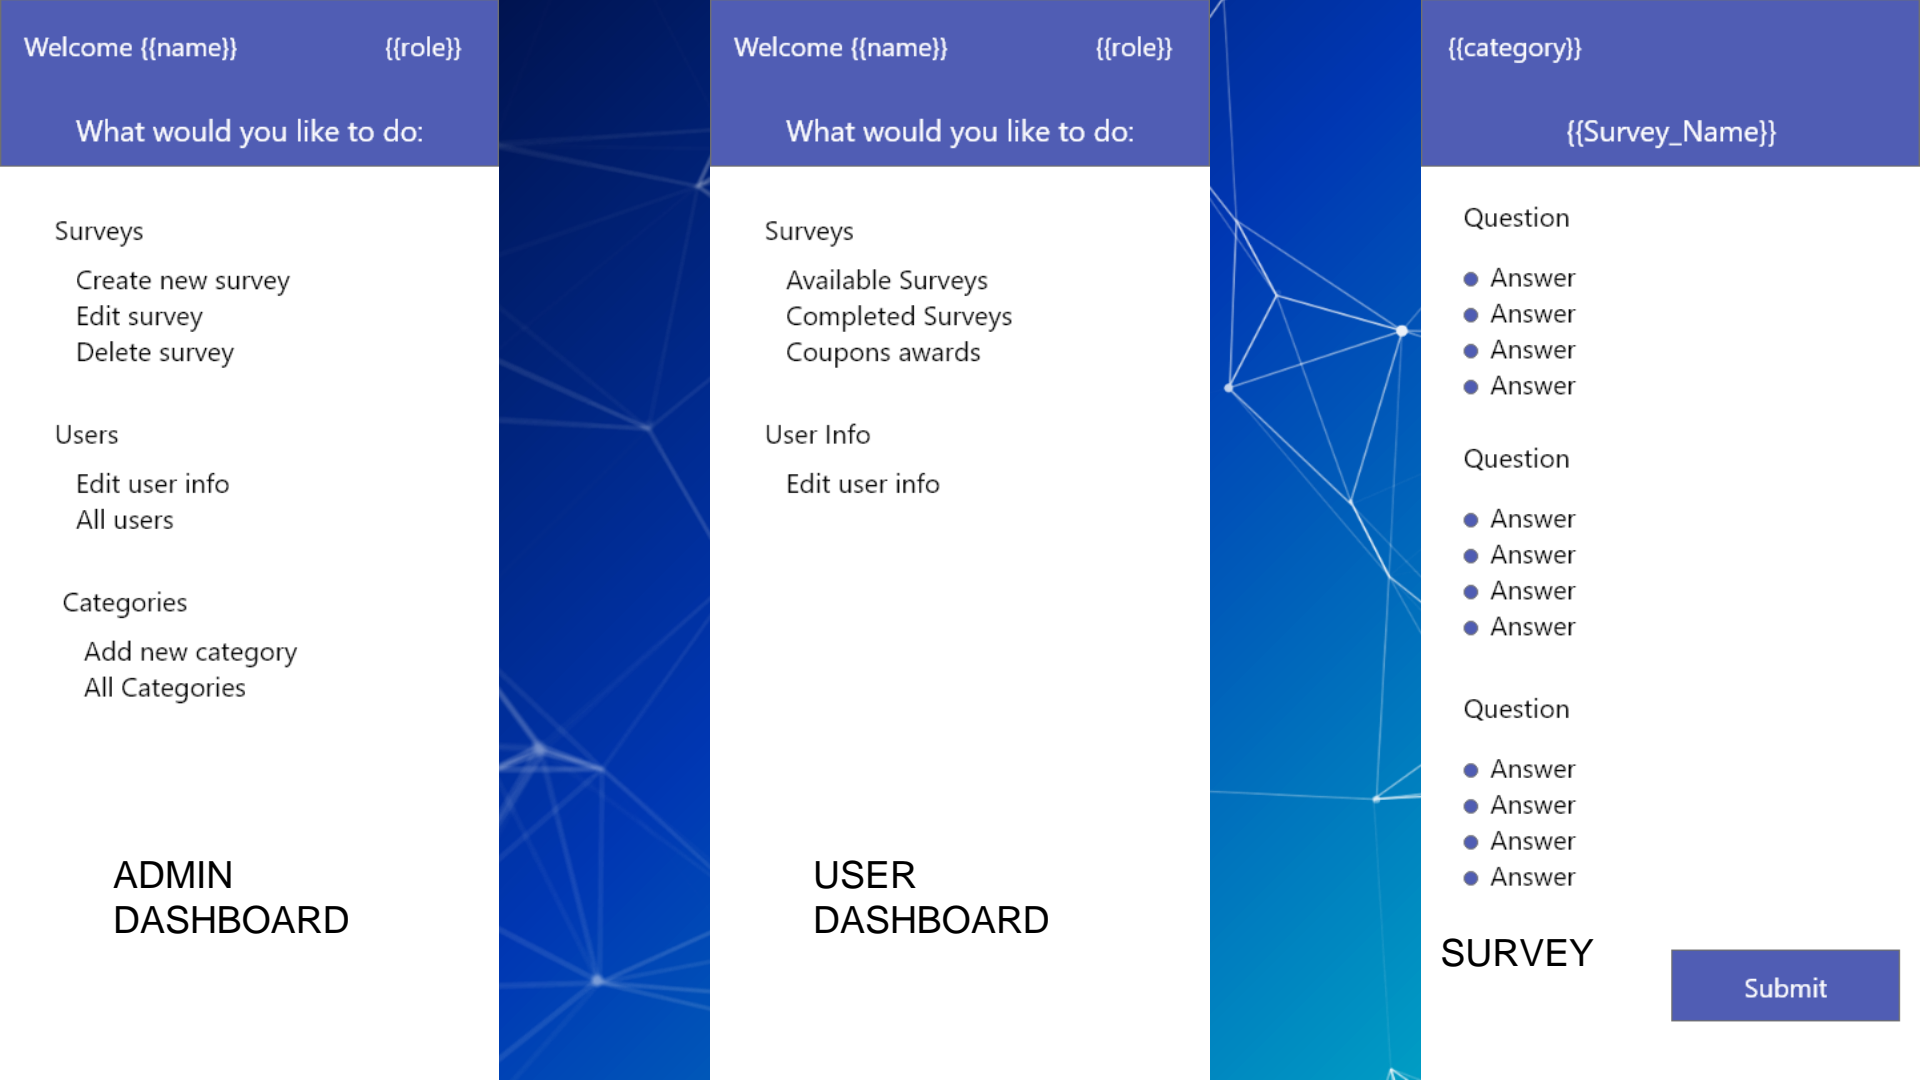 Welcome {{name}} {{role}}
What would you like to do:
Surveys
Create new survey
Edit survey
Delete survey
Users
Edit user info
All users
Categories
Add new category
All Categories
ADMIN
DASHBOARD
Welcome {{name}} {{role}}
What would you like to do:
Surveys
Available Surveys
Completed Surveys
Coupons awards
User Info
Edit user info
USER
DASHBOARD
{{category}}
{{Survey_Name}}
Question
Answer
Answer
Answer
Answer
Question
Answer
Answer
Answer
Answer
Question
Answer
Answer
Answer
Answer
SURVEY
Submit